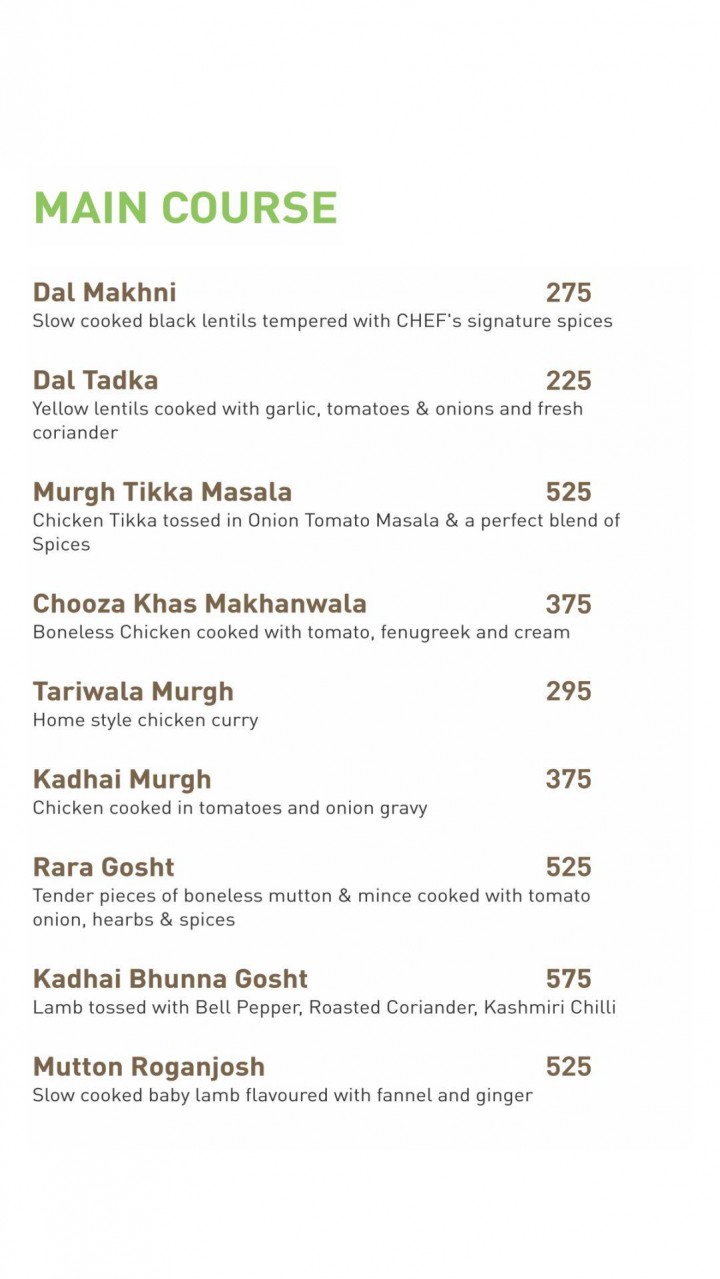 MAIN COURSE
Dal Makhni 275
Slow cooked black lentils tempered with CHEF's signature spices
Dal Tadka 225
Yellow lentils cooked with garlic, tomatoes & onions and fresh
coriander
Murgh Tikka Masala 525
Chicken Tikka tossed in Onion Tomato Masala & a perfect blend of
Spices
Chooza Khas Makhanwala 375
Boneless Chicken cooked with tomato, fenugreek and cream
Tariwala Murgh 295
Home style chicken curry
Kadhai Murgh 375
Chicken cooked in tomatoes and onion gravy
Rara Gosht 525
Tender pieces of boneless mutton & mince cooked with tomato
onion, hearbs & spices
Kadhai Bhunna Gosht 575
Lamb tossed with Bell Pepper, Roasted Coriander, Kashmiri Chilli
Mutton Roganjosh 525
Slow cooked baby lamb flavoured with fannel and ginger